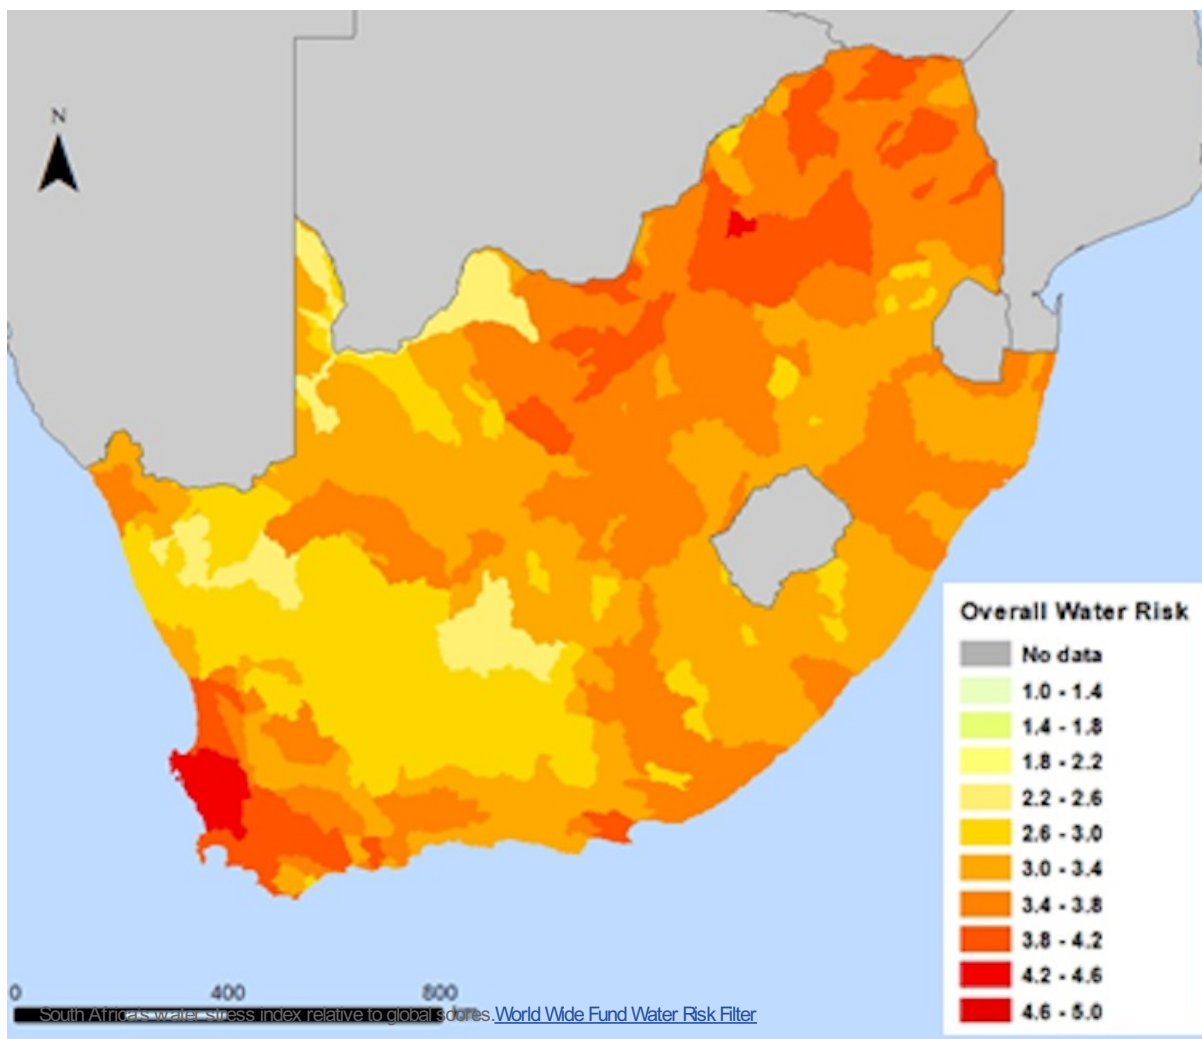 N
Overall Water Risk
No data
1.0 - 1.4
1.4 - 1.8
1.8 - 2.2
2.2 - 2.6
2.6 - 3.0
3.0 - 3.4
3.4 - 3.8
3.8 - 4.2
4.2 - 4.6
4.6 - 5.0
0 400 800
South Africa's water stress index relative to global scores. World Wide Fund Water Risk Filter